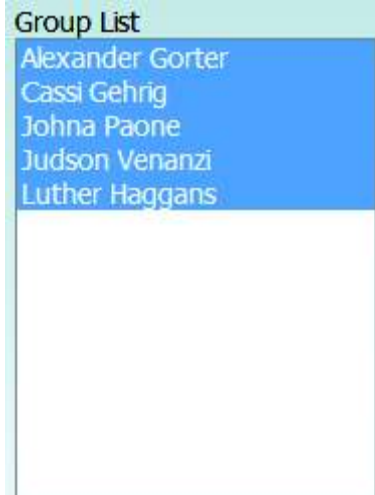 Group List
Alexander Gorter
Cassi Gehrig
Johna Paone
Judson Venanzi
Luther Haggans